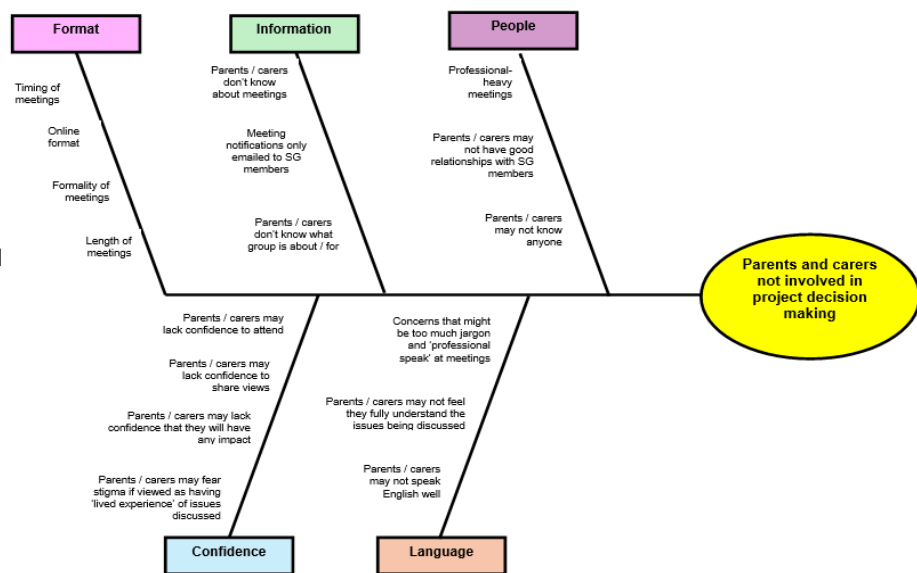 Format
Timing of
meetings
Online
format
Formality of
meetings
Length of
meetings
Information
Parents / carers
don't know
about meetings
Meeting
notifications only
emailed to SG
members
Parents / carers
don't know what
group is about / for
People
Professional-
heavy
meetings
Parents / carers may
not have good
relationships with SG
members
Parents / carers
may not know
anyone
Parents and carers
not involved in
project decision
making
Parents / carers may
lack confidence to attend
Parents / carers may
lack confidence to
share views
Parents / carers may lack
confidence that they will have
any impact
Parents / carers may fear
stigma if viewed as having
'lived experience' of issues
discussed
Confidence
Concerns that might
be too much jargon
and 'professional
speak' at meetings
Parents / carers may not feel
they fully understand the
issues being discussed
Parents / carers
may not speak
English well
Language